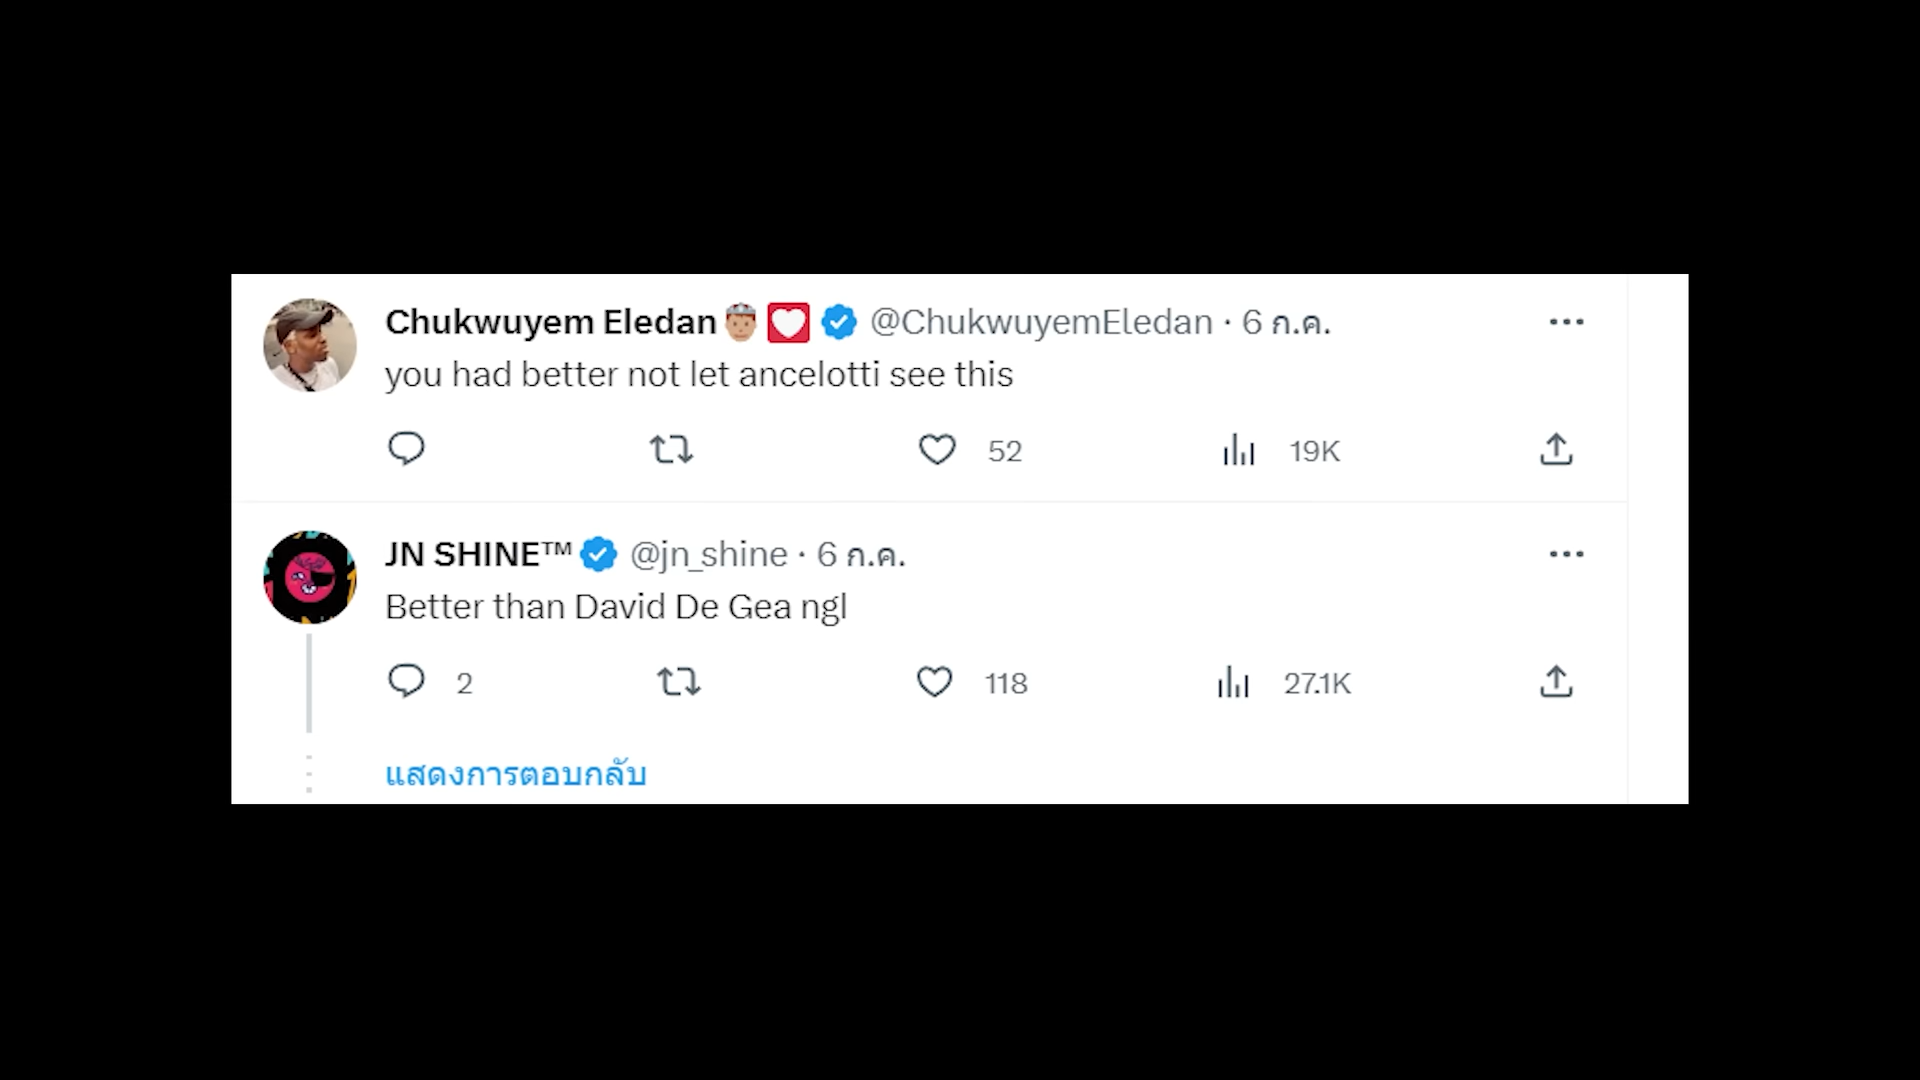 Chukwuyem Eledan @ChukwuyemEledan · 6 ก.ค.
you had better not let ancelotti see this
52 19K
JN SHINE™ @jn_shine · 6 ก.ค.
Better than David De Gea ngl
2 118 27.1K
แสดงการตอบกลับ